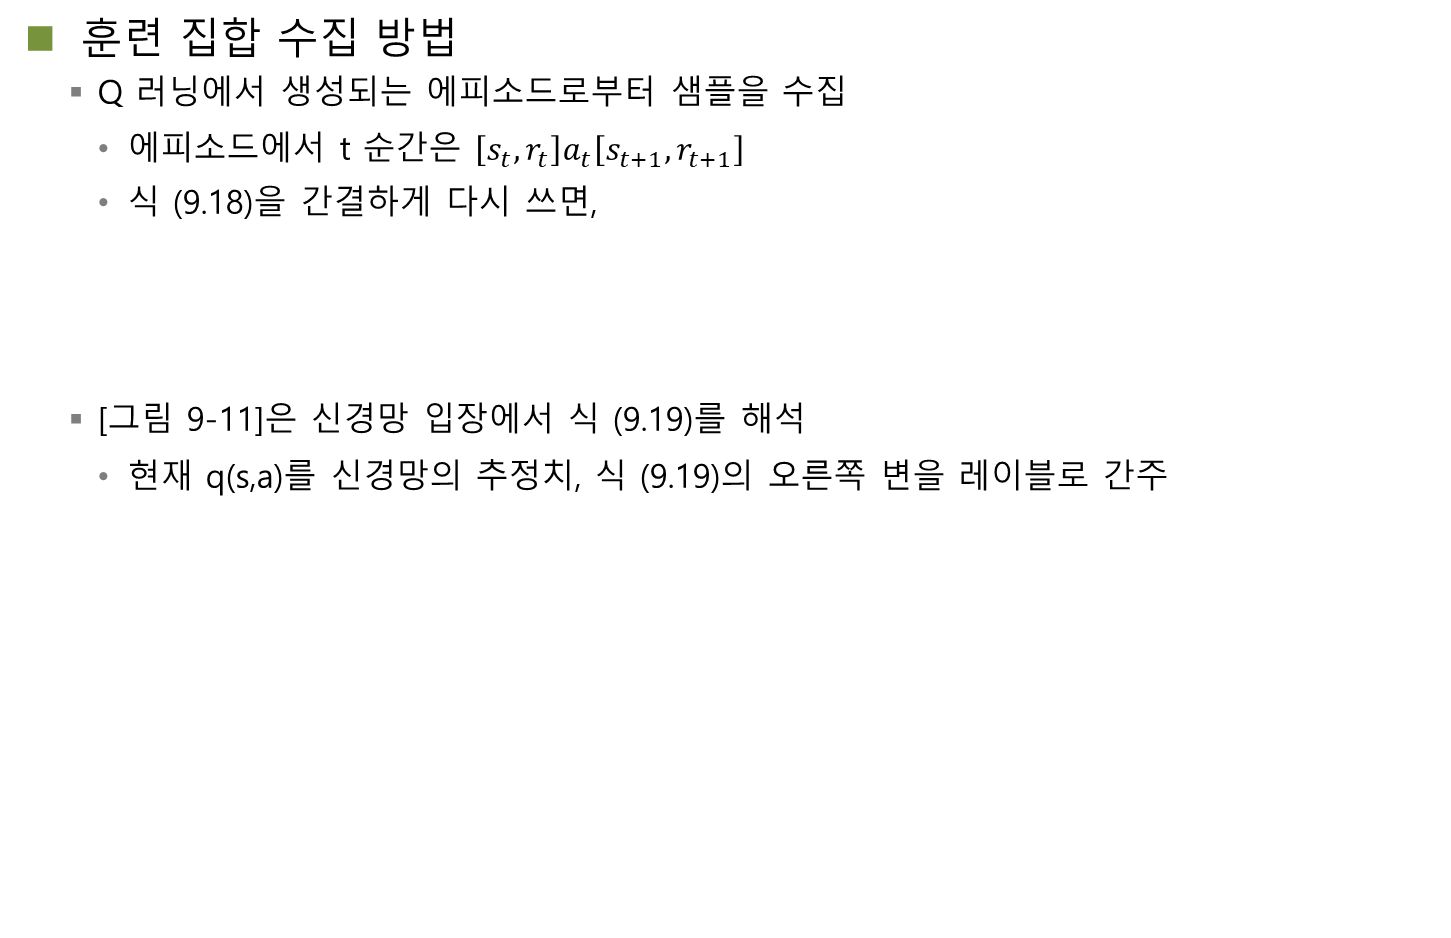 훈련 집합 수집 방법
Q 러닝에서 생성되는 에피소드로부터 샘플을 수집
에피소드에서 t 순간은 [s_t, r_t]a_t[s_{t+1}, r_{t+1}]
식 (9.18)을 간결하게 다시 쓰면,
[그림 9-11]은 신경망 입장에서 식 (9.19)를 해석
현재 q(s,a)를 신경망의 추정치, 식 (9.19)의 오른쪽 변을 레이블로 간주